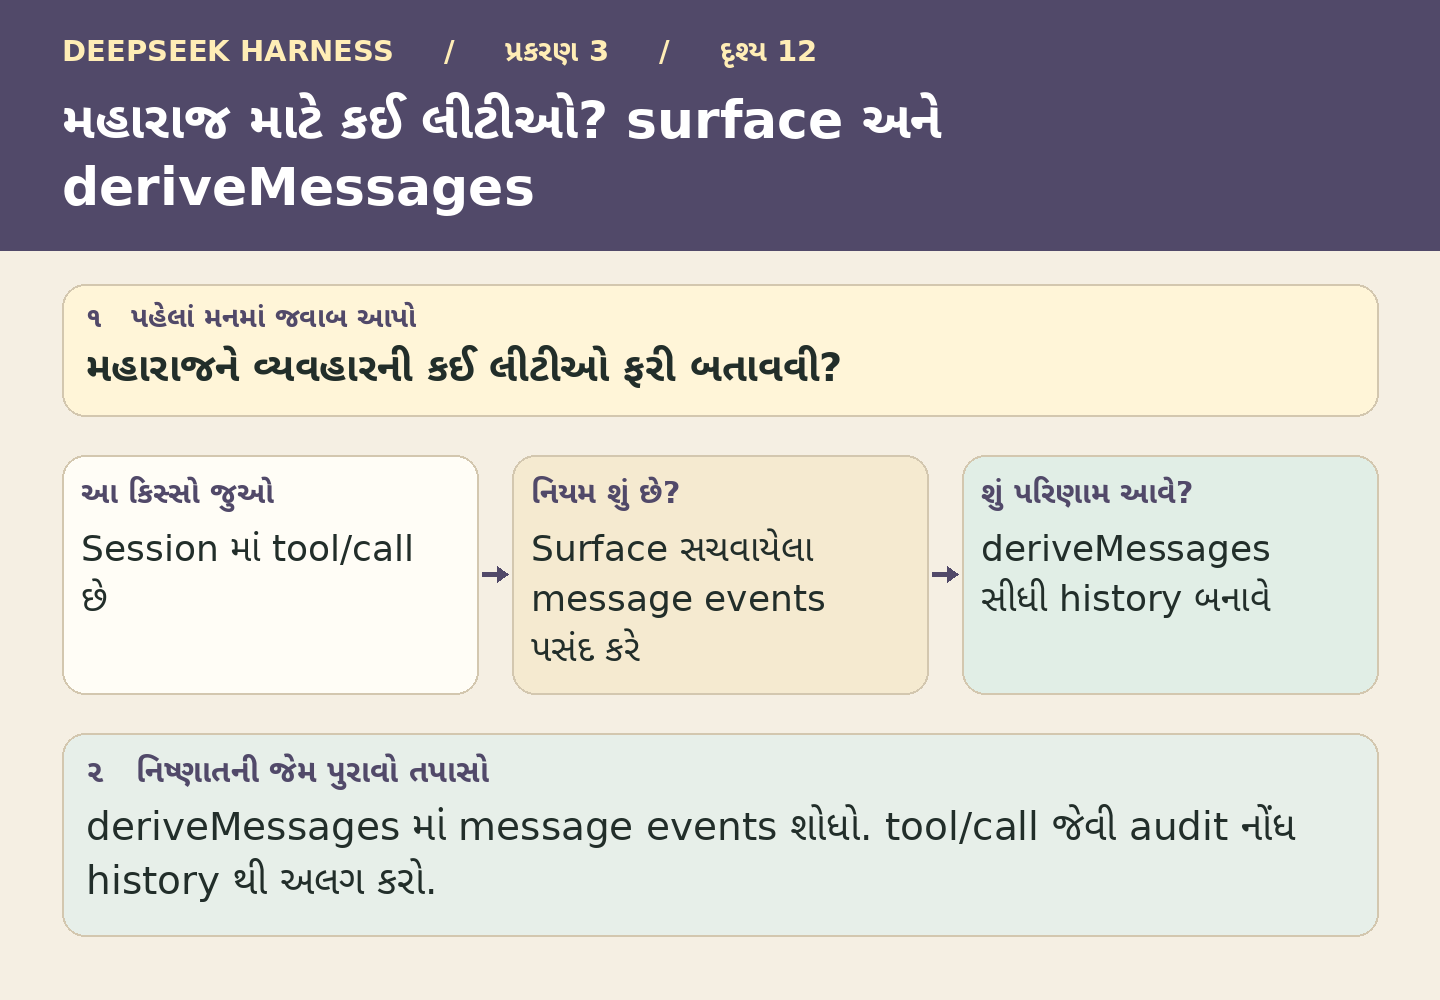 DEEPSEEK HARNESS / પ્રકરણ 3 / દૃશ્ય 12
મહારાજ માટે કઈ લીટીઓ? surface અને
deriveMessages
૧ પહેલાં મનમાં જવાબ આપો
મહારાજને વ્યવહારની કઈ લીટીઓ ફરી બતાવવી?
આ કિસ્સો જુઓ
Session માં tool/call
છે
નિયમ શું છે?
Surface સચવાયેલા
message events
પસંદ કરે
શું પરિણામ આવે?
deriveMessages
સીધી history બનાવે
૨ નિષ્ણાતની જેમ પુરાવો તપાસો
deriveMessages માં message events શોધો. tool/call જેવી audit નોંધ
history થી અલગ કરો.